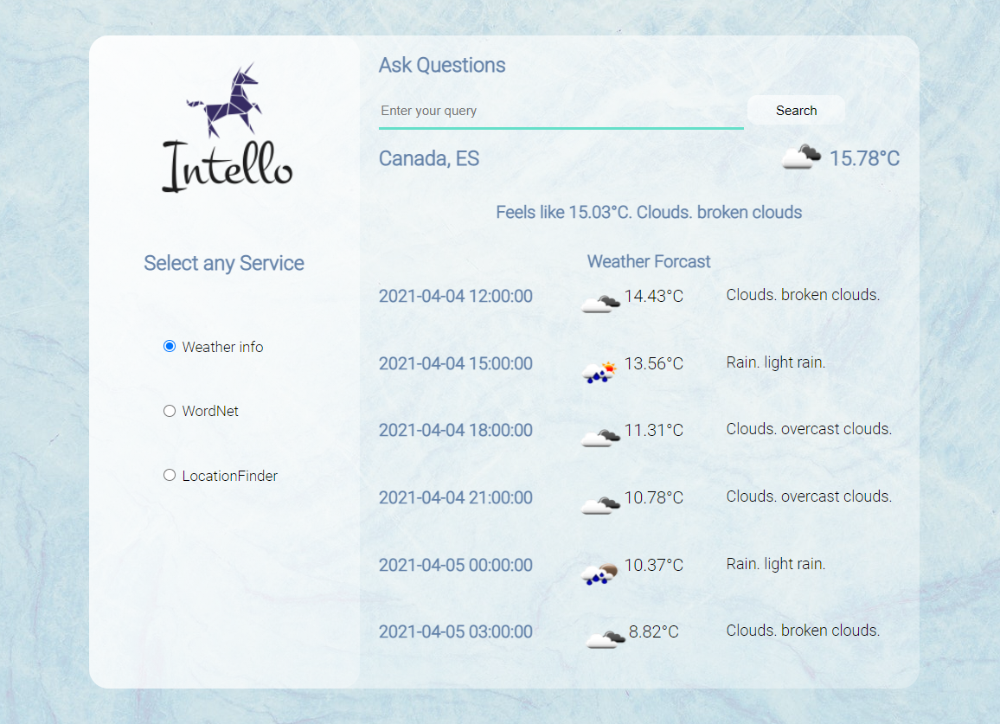 Intello
Select any Service
Weather info
WordNet
LocationFinder
Ask Questions
Enter your query
Search
Canada, ES
15.78°C
Feels like 15.03°C. Clouds. broken clouds
Weather Forcast
2021-04-04 12:00:00 14.43°C Clouds. broken clouds.
2021-04-04 15:00:00 13.56°C Rain. light rain.
2021-04-04 18:00:00 11.31°C Clouds. overcast clouds.
2021-04-04 21:00:00 10.78°C Clouds. overcast clouds.
2021-04-05 00:00:00 10.37°C Rain. light rain.
2021-04-05 03:00:00 8.82°C Clouds. broken clouds.